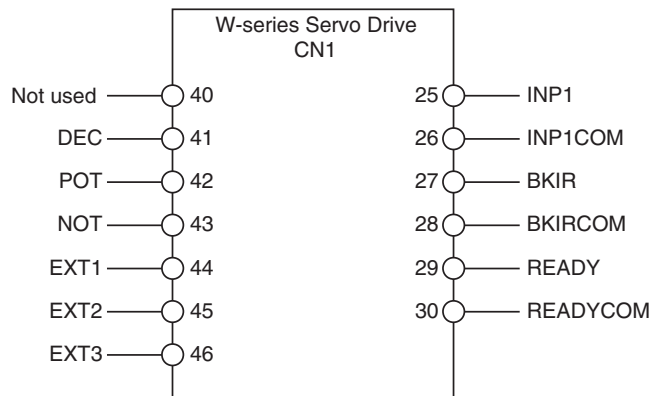 W-series Servo Drive
CN1
Not used 40 25 INP1
DEC 41 26 INP1COM
POT 42 27 BKIR
NOT 43 28 BKIRCOM
EXT1 44 29 READY
EXT2 45 30 READYCOM
EXT3 46